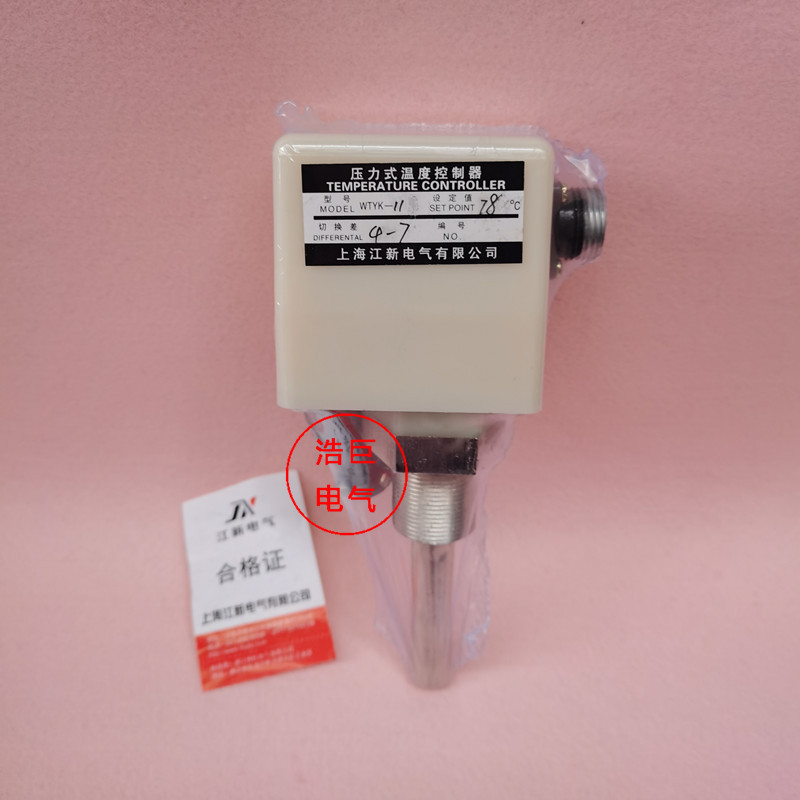 压力式温度控制器
TEMPERATURE CONTROLLER
型号 设定值
MODEL WTYK-11 SET POINT 78 °C
切换差 编号
DIFFERENTAL 4-7 NO.
上海江新电气有限公司
浩巨
电气
JX
江新电气
合格证
上海江新电气有限公司